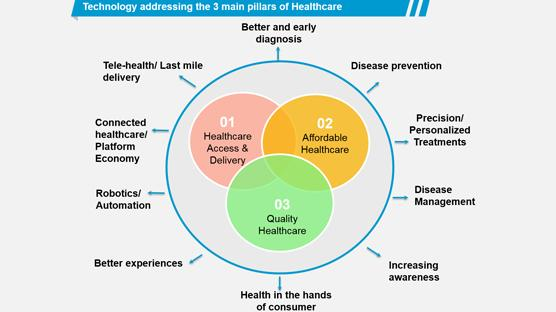 Technology addressing the 3 main pillars of Healthcare
Better and early
diagnosis
Tele-health/ Last mile
delivery
Disease prevention
Connected
healthcare/
Platform
Economy
01
Healthcare
Access &
Delivery
02
Affordable
Healthcare
Precision/
Personalized
Treatments
Robotics/
Automation
03
Quality
Healthcare
Disease
Management
Better experiences
Increasing
awareness
Health in the hands
of consumer